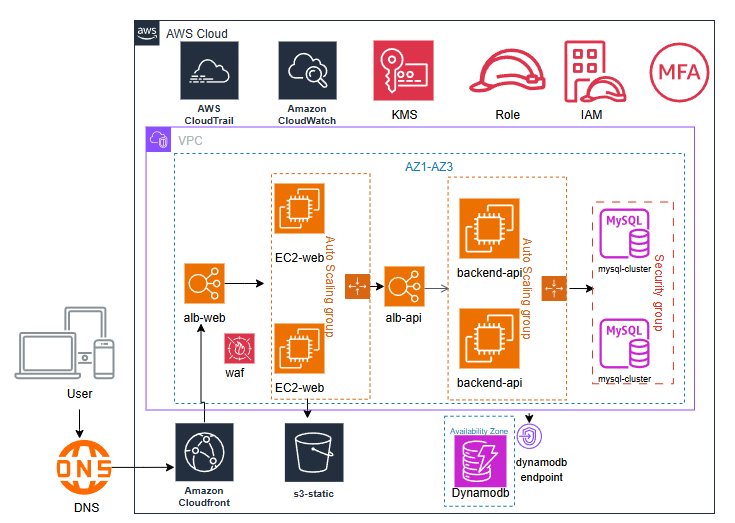 aws
AWS Cloud
AWS
CloudTrail
Amazon
CloudWatch
KMS
Role
IAM
MFA
VPC
AZ1-AZ3
EC2-web
Auto Scaling group
EC2-web
alb-web
waf
alb-api
backend-api
Auto Scaling group
backend-api
MySQL
mysql-cluster
Security group
MySQL
mysql-cluster
User
DNS
DNS
Amazon
Cloudfront
s3-static
Availability Zone
Dynamodb
dynamodb
endpoint